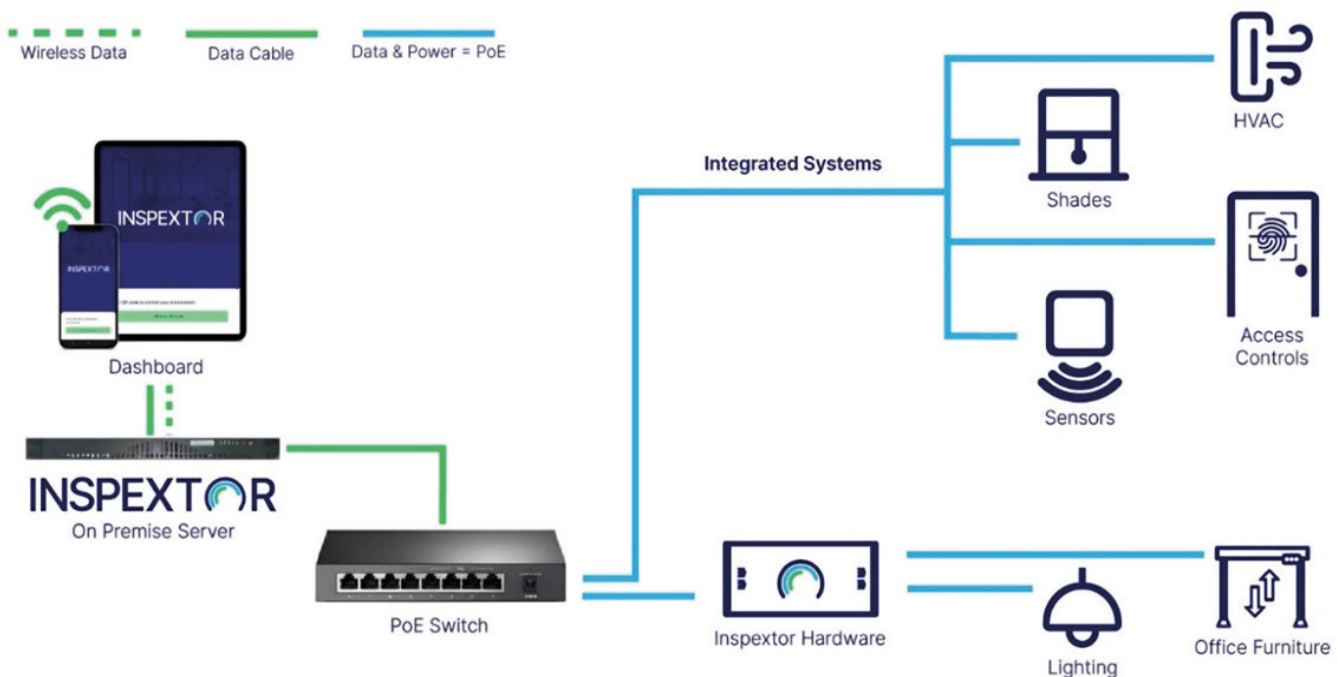 Wireless Data
Data Cable
Data & Power = PoE
HVAC
Integrated Systems
Shades
INSPEXTOR
INSPEXTOR
Dashboard
Access
Controls
Sensors
INSPEXTOR
On Premise Server
PoE Switch
Inspextor Hardware
Lighting
Office Furniture